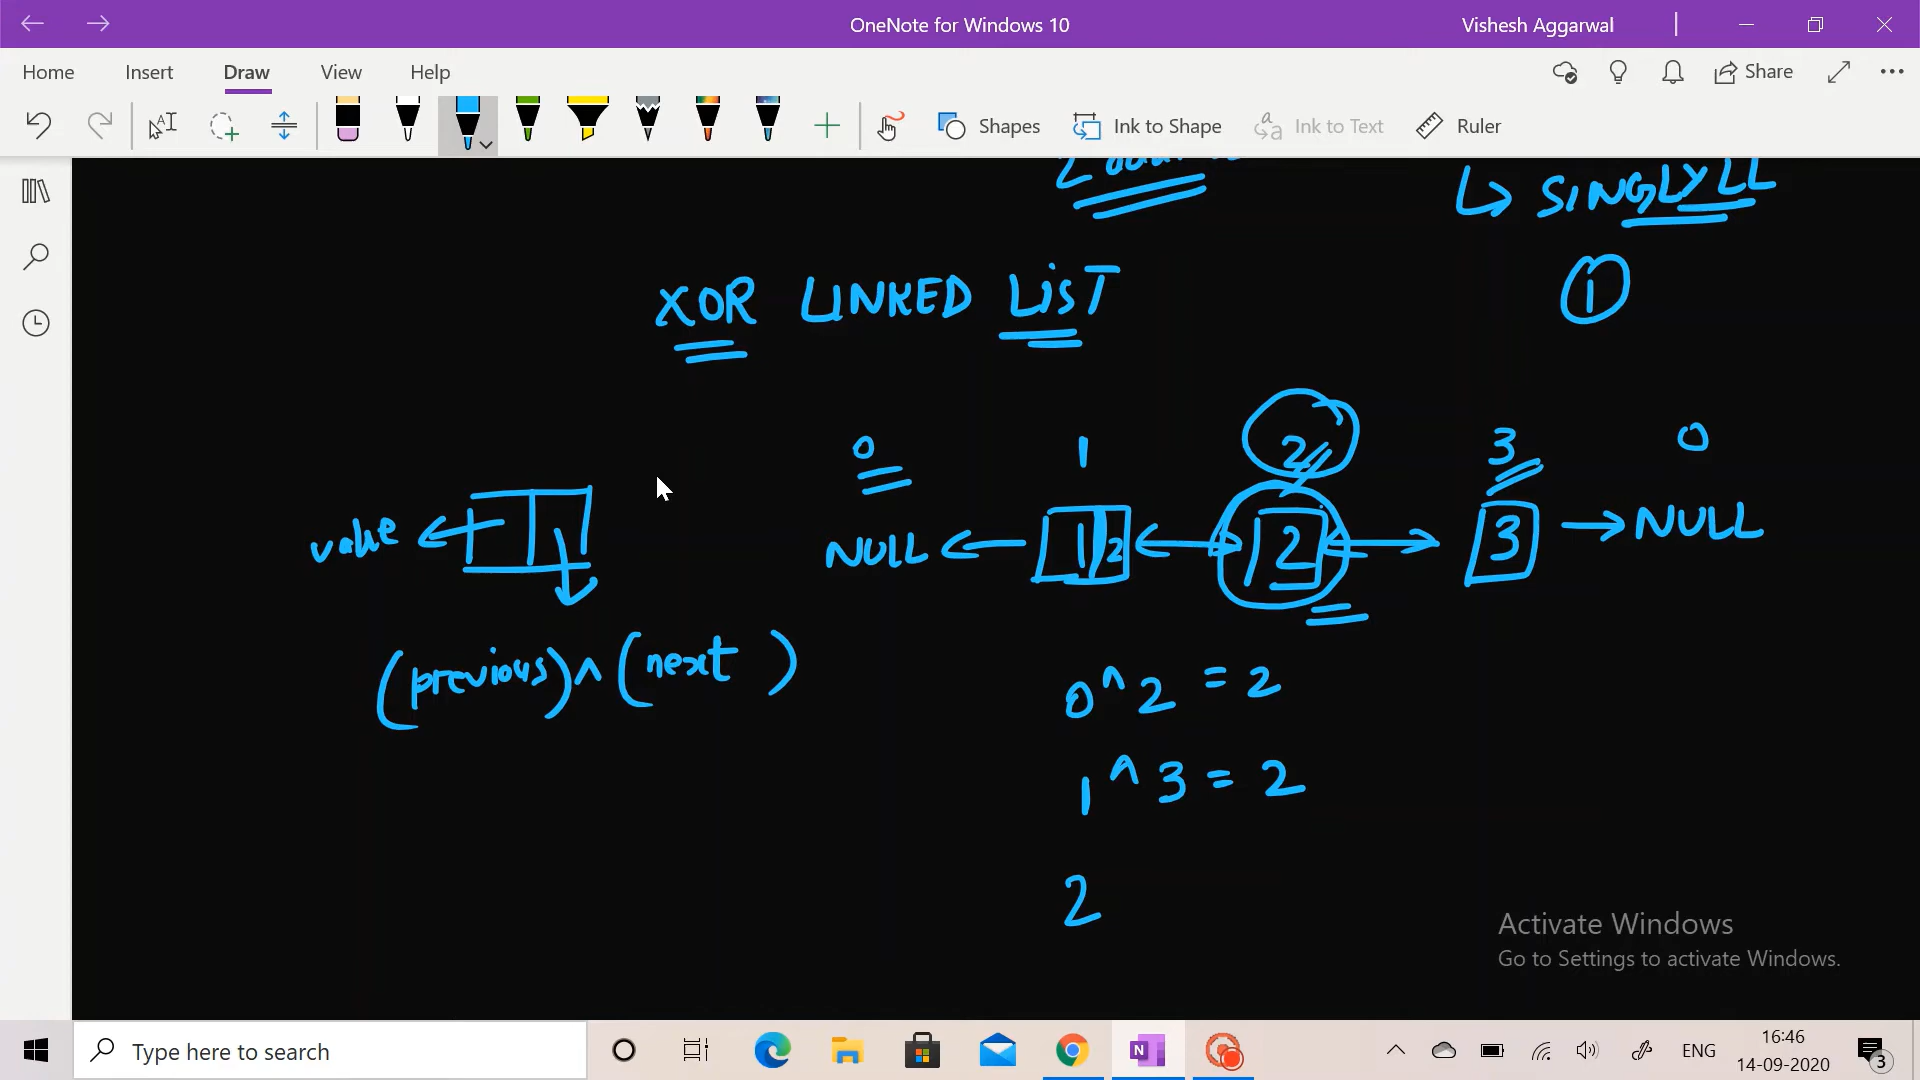 OneNote for Windows 10
Vishesh Aggarwal
Home Insert Draw View Help
Share
Shapes
Ink to Shape
Ink to Text
Ruler
↳ SINGLY LL
1
XOR LINKED LIST
0 1 2 3 0
value
NULL ← 1 2 ↔ 2 ↔ 3 → NULL
(previous) ^ (next )
0 ^ 2 = 2
1 ^ 3 = 2
2
Activate Windows
Go to Settings to activate Windows.
Type here to search
N
ENG
16:46
14-09-2020
3